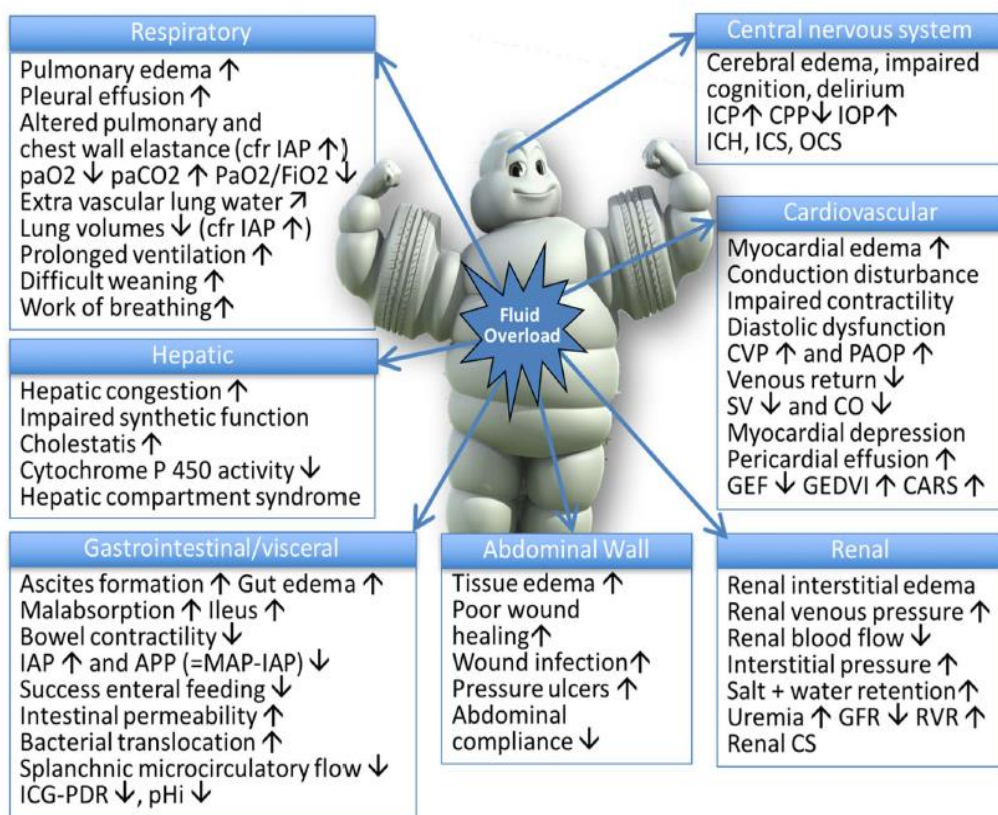 Respiratory
Pulmonary edema ↑
Pleural effusion ↑
Altered pulmonary and
chest wall elastance (cfr IAP ↑)
paO2 ↓ paCO2 ↑ PaO2/FiO2 ↓
Extra vascular lung water ↗
Lung volumes ↓ (cfr IAP ↑)
Prolonged ventilation ↑
Difficult weaning ↑
Work of breathing↑
Central nervous system
Cerebral edema, impaired
cognition, delirium
ICP↑ CPP↓ IOP↑
ICH, ICS, OCS
Cardiovascular
Myocardial edema ↑
Conduction disturbance
Impaired contractility
Diastolic dysfunction
CVP ↑ and PAOP ↑
Venous return ↓
SV ↓ and CO ↓
Myocardial depression
Pericardial effusion ↑
GEF ↓ GEDVI ↑ CARS ↑
Fluid
Overload
Hepatic
Hepatic congestion ↑
Impaired synthetic function
Cholestatis ↑
Cytochrome P 450 activity ↓
Hepatic compartment syndrome
Gastrointestinal/visceral
Ascites formation ↑ Gut edema ↑
Malabsorption ↑ Ileus ↑
Bowel contractility ↓
IAP ↑ and APP (=MAP-IAP) ↓
Success enteral feeding ↓
Intestinal permeability ↑
Bacterial translocation ↑
Splanchnic microcirculatory flow ↓
ICG-PDR ↓, pHi ↓
Abdominal Wall
Tissue edema ↑
Poor wound
healing↑
Wound infection↑
Pressure ulcers ↑
Abdominal
compliance ↓
Renal
Renal interstitial edema
Renal venous pressure ↑
Renal blood flow ↓
Interstitial pressure ↑
Salt + water retention↑
Uremia ↑ GFR ↓ RVR ↑
Renal CS